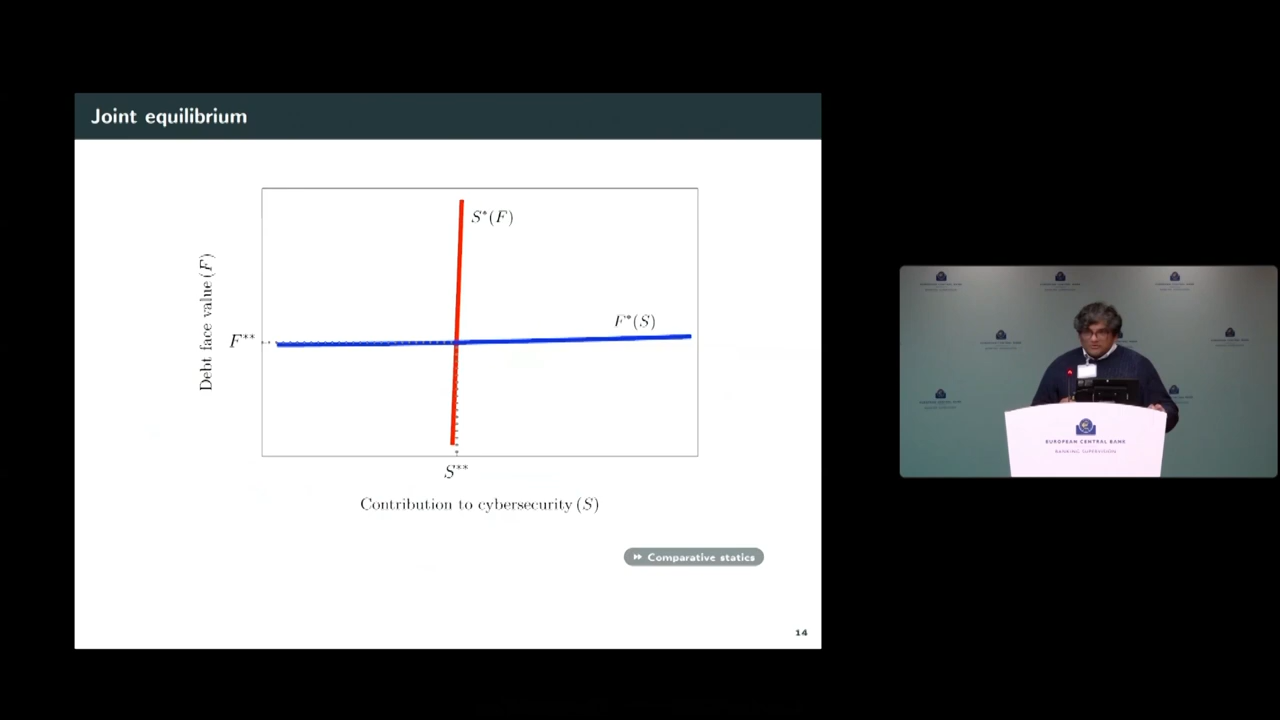 Joint equilibrium
S*(F)
F*(S)
F**
Debt face value (F)
S**
Contribution to cybersecurity (S)
Comparative statics
14
EUROPEAN CENTRAL BANK
BANKING SUPERVISION